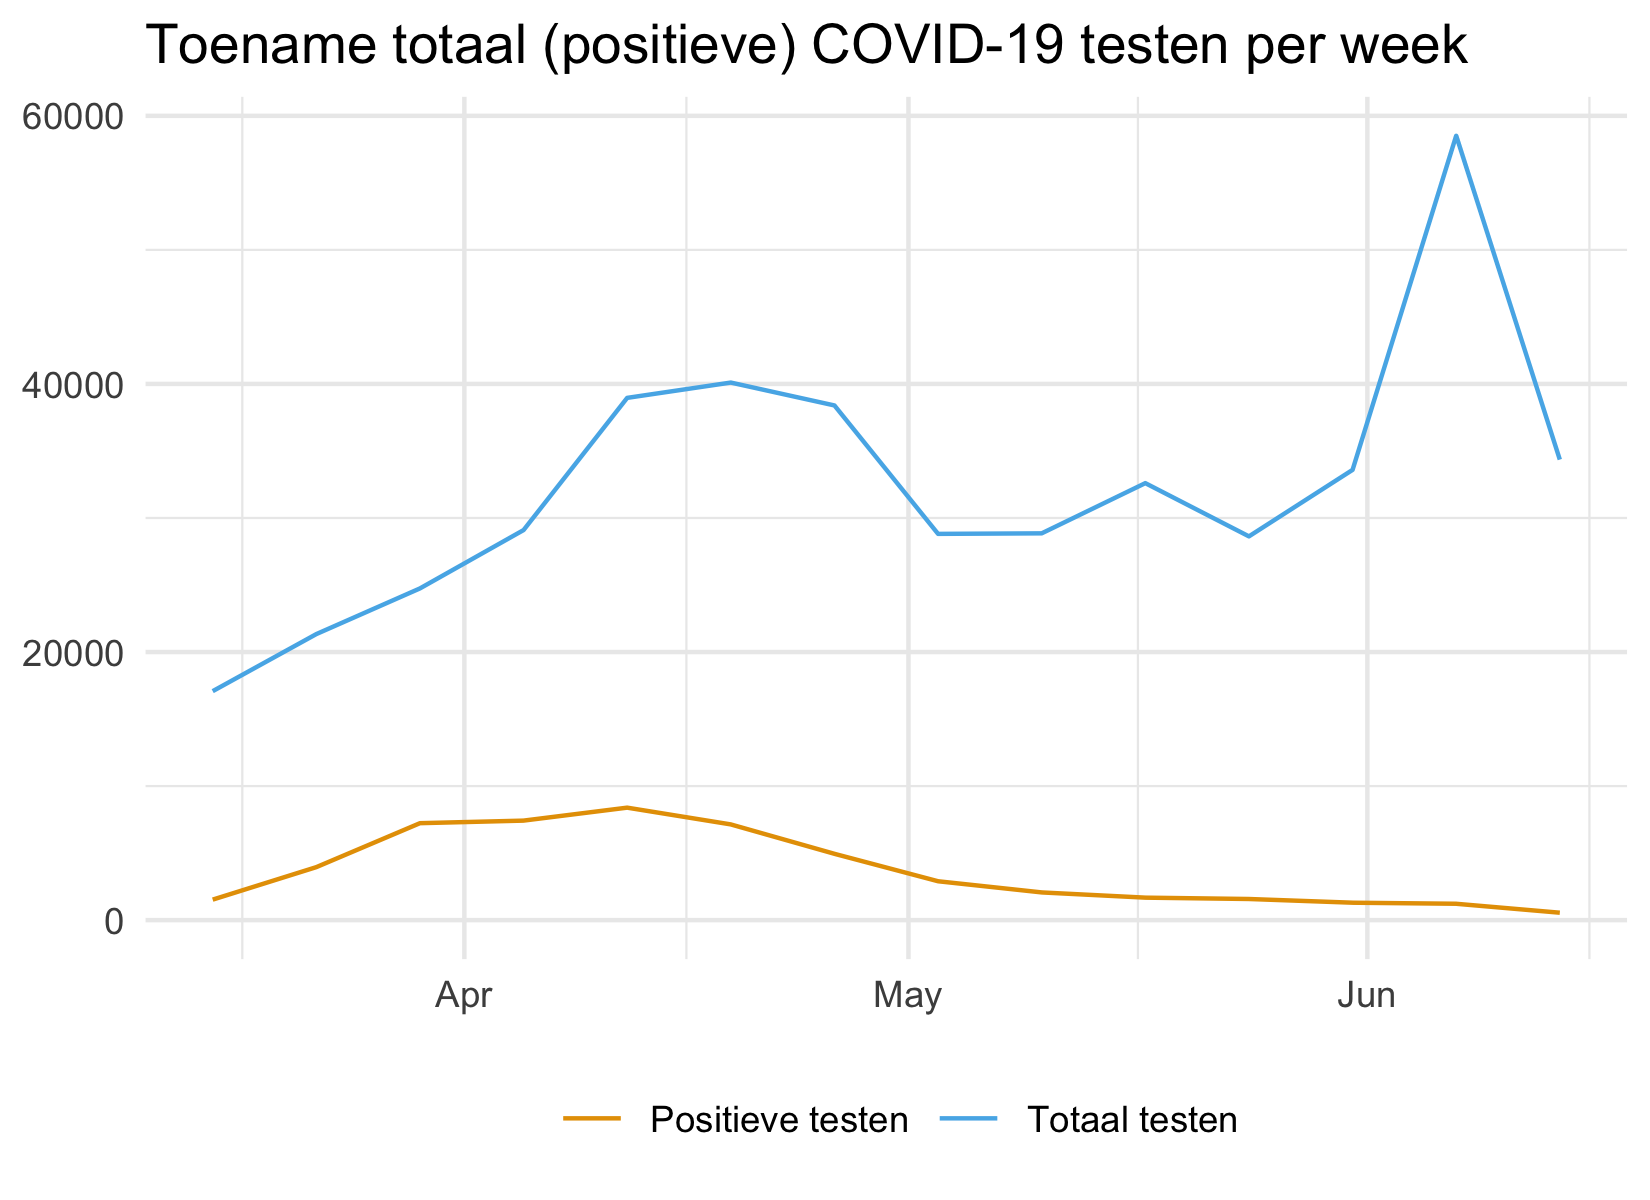 Toename totaal (positieve) COVID-19 testen per week
60000
40000
20000
0
Apr May Jun
Positieve testen Totaal testen